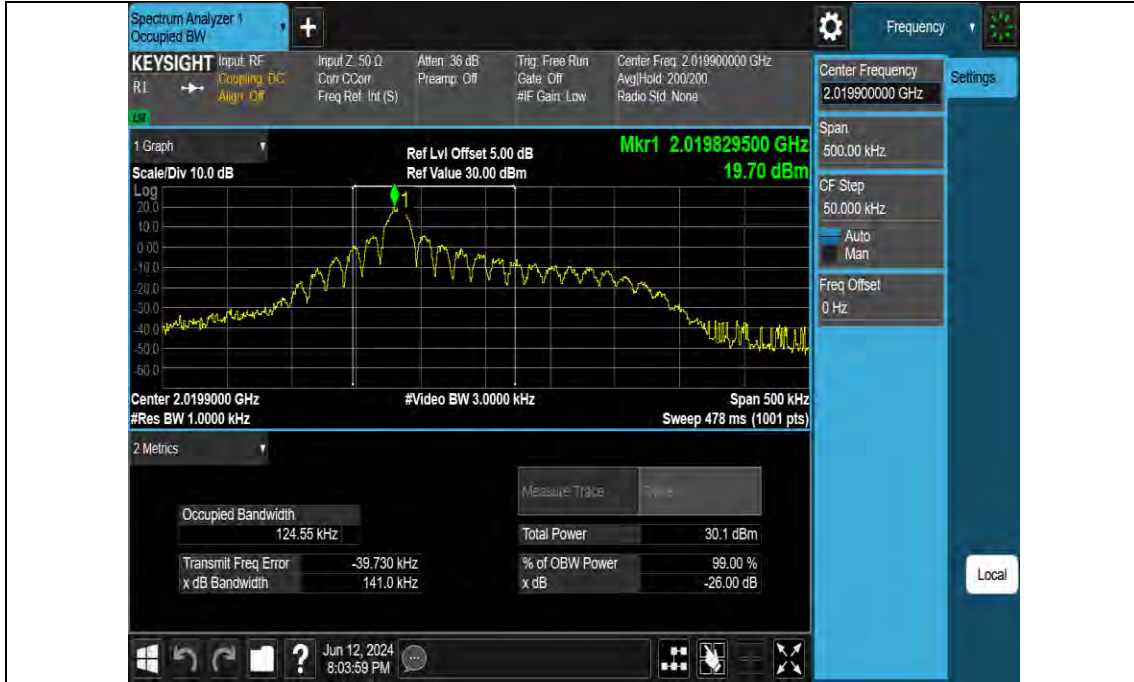 Spectrum Analyzer 1
Occupied BW
+
Frequency
KEYSIGHT
RL
Input: RF
Coupling: DC
Align: Off
Input Z: 50 Ω
Corr CCorr
Freq Ref: Int (S)
Atten: 36 dB
Preamp: Off
Trig: Free Run
Gate: Off
#IF Gain: Low
Center Freq: 2.019900000 GHz
Avg|Hold: 200/200
Radio Std: None
Center Frequency
2.019900000 GHz
Settings
Span
500.00 kHz
CF Step
50.000 kHz
Auto
Man
Freq Offset
0 Hz
Local
1 Graph
Scale/Div 10.0 dB
Ref Lvl Offset 5.00 dB
Ref Value 30.00 dBm
Mkr1 2.019829500 GHz
19.70 dBm
Log
20.0
10.0
0.00
-10.0
-20.0
-30.0
-40.0
-50.0
-60.0
1
Center 2.0199000 GHz
#Video BW 3.0000 kHz
Span 500 kHz
#Res BW 1.0000 kHz
Sweep 478 ms (1001 pts)
2 Metrics
Measure Trace
Occupied Bandwidth
124.55 kHz
Total Power 30.1 dBm
Transmit Freq Error -39.730 kHz
% of OBW Power 99.00 %
x dB Bandwidth 141.0 kHz
x dB -26.00 dB
?
Jun 12, 2024
8:03:59 PM